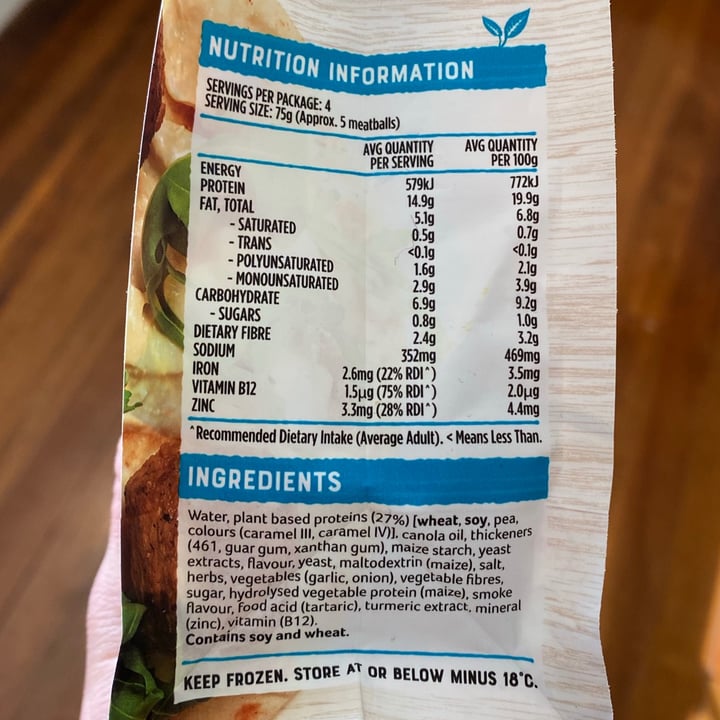 NUTRITION INFORMATION
SERVINGS PER PACKAGE: 4
SERVING SIZE: 75g (Approx. 5 meatballs)
AVG QUANTITY PER SERVING AVG QUANTITY PER 100g
ENERGY 579kJ 772kJ
PROTEIN 14.9g 19.9g
FAT, TOTAL 5.1g 6.8g
- SATURATED 0.5g 0.7g
- TRANS <0.1g <0.1g
- POLYUNSATURATED 1.6g 2.1g
- MONOUNSATURATED 2.9g 3.9g
CARBOHYDRATE 6.9g 9.2g
- SUGARS 0.8g 1.0g
DIETARY FIBRE 2.4g 3.2g
SODIUM 352mg 469mg
IRON 2.6mg (22% RDI^) 3.5mg
VITAMIN B12 1.5µg (75% RDI^) 2.0µg
ZINC 3.3mg (28% RDI^) 4.4mg
^Recommended Dietary Intake (Average Adult). < Means Less Than.
INGREDIENTS
Water, plant based proteins (27%) [wheat, soy, pea,
colours (caramel III, caramel IV)], canola oil, thickeners
(461, guar gum, xanthan gum), maize starch, yeast
extracts, flavour, yeast, maltodextrin (maize), salt,
herbs, vegetables (garlic, onion), vegetable fibres,
sugar, hydrolysed vegetable protein (maize), smoke
flavour, food acid (tartaric), turmeric extract, mineral
(zinc), vitamin (B12).
Contains soy and wheat.
KEEP FROZEN. STORE AT OR BELOW MINUS 18°C.